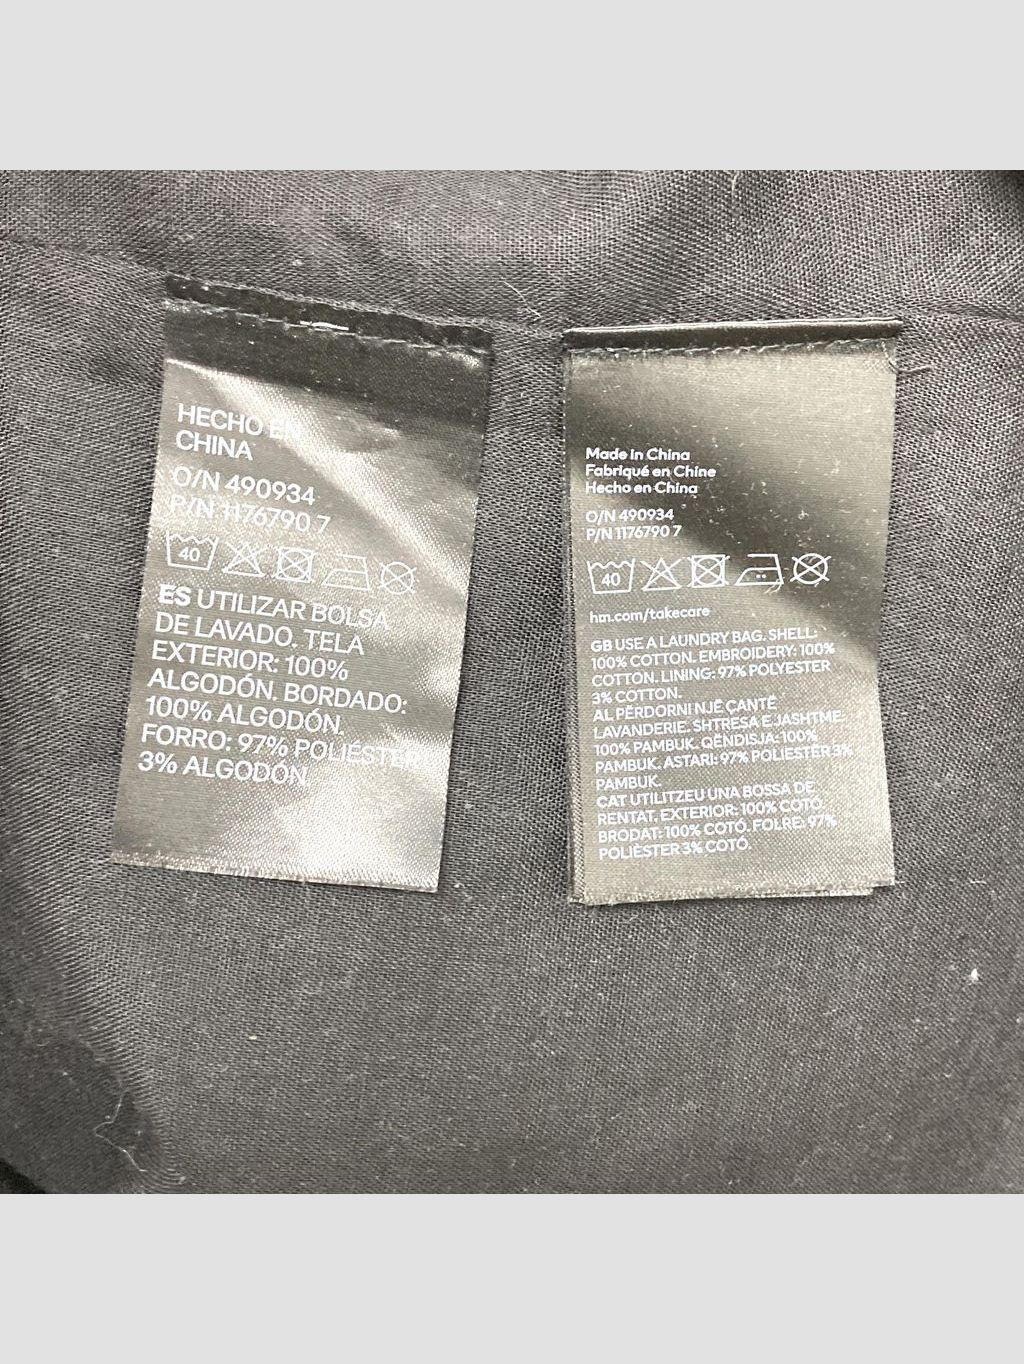 HECHO EN
CHINA
O/N 490934
P/N 1176790 7
40
ES UTILIZAR BOLSA
DE LAVADO. TELA
EXTERIOR: 100%
ALGODÓN. BORDADO:
100% ALGODÓN.
FORRO: 97% POLIÉSTER
3% ALGODÓN
Made in China
Fabriqué en Chine
Hecho en China
O/N 490934
P/N 1176790 7
40
hm.com/takecare
GB USE A LAUNDRY BAG. SHELL:
100% COTTON. EMBROIDERY: 100%
COTTON. LINING: 97% POLYESTER
3% COTTON.
AL PËRDORNI NJË ÇANTË
LAVANDERIE. SHTRESA E JASHTME:
100% PAMBUK. QËNDISJA: 100%
PAMBUK. ASTARI: 97% POLIESTËR 3%
PAMBUK.
CAT UTILITZEU UNA BOSSA DE
RENTAT. EXTERIOR: 100% COTÓ.
BRODAT: 100% COTÓ. FOLRE: 97%
POLIÈSTER 3% COTÓ.